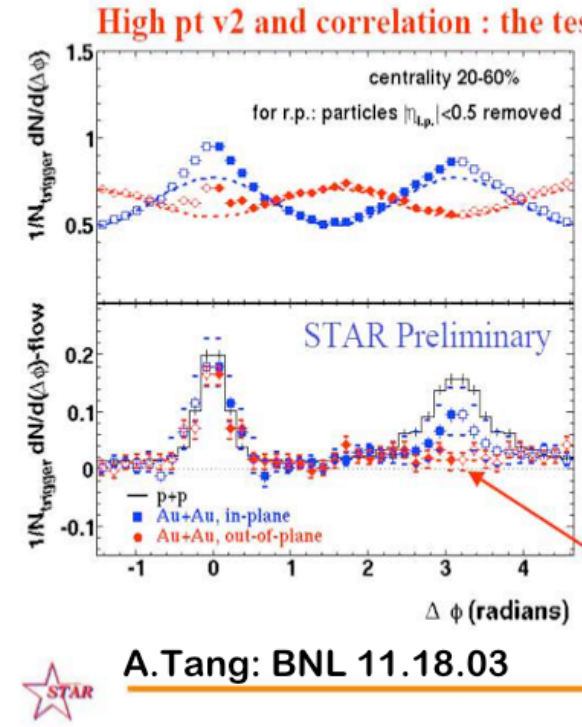 High pt v2 and correlation : the tes
1.5
1
0.5
1/N_trigger dN/d(Δφ)
centrality 20-60%
for r.p.: particles |η_t.p.|<0.5 removed
STAR Preliminary
0.2
0.1
0
-0.1
1/N_trigger dN/d(Δφ)-flow
p+p
Au+Au, in-plane
Au+Au, out-of-plane
-1 0 1 2 3 4
Δ φ (radians)
STAR
A.Tang: BNL 11.18.03